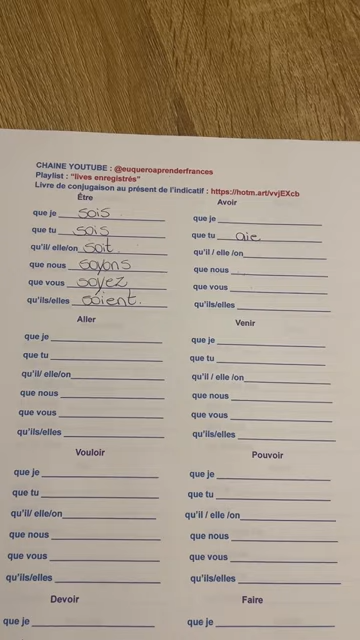 CHAINE YOUTUBE : @euqueroaprenderfrances
Playlist : "lives enregistrés"
Livre de conjugaison au présent de l'indicatif : https://hotm.art/vvjEXcb
Être
que je sois
que tu sois
qu'il/ elle/on soit
que nous soyons
que vous soyez
qu'ils/elles soient.
Avoir
que je
que tu aie
qu'il / elle /on
que nous
que vous
qu'ils/elles
Aller
que je
que tu
qu'il/ elle/on
que nous
que vous
qu'ils/elles
Venir
que je
que tu
qu'il / elle /on
que nous
que vous
qu'ils/elles
Vouloir
que je
que tu
qu'il/ elle/on
que nous
que vous
qu'ils/elles
Pouvoir
que je
que tu
qu'il / elle /on
que nous
que vous
qu'ils/elles
Devoir
que je
Faire
que je